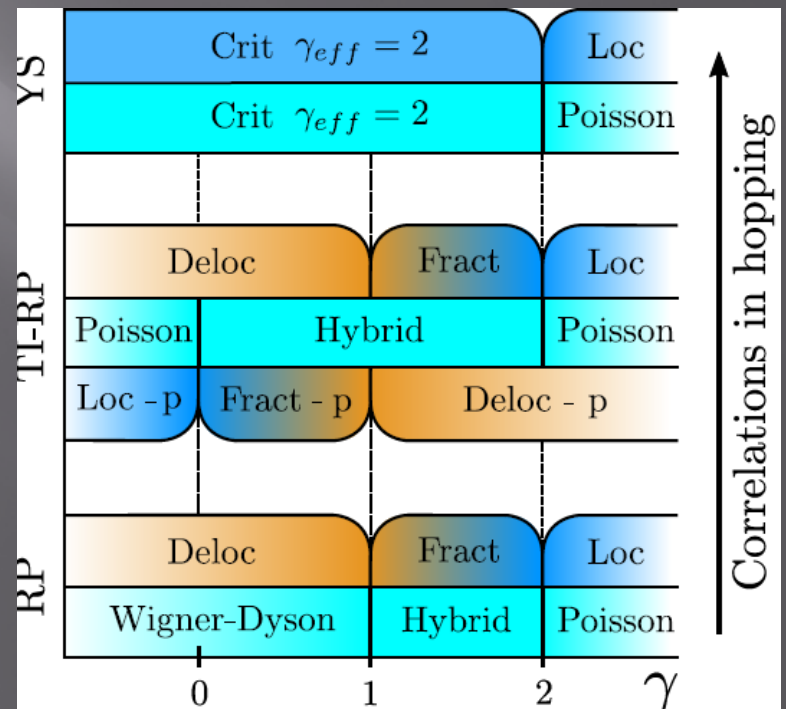 YS
Crit γ_eff = 2
Loc
Crit γ_eff = 2
Poisson
TI-RP
Deloc
Fract
Loc
Poisson
Hybrid
Poisson
Loc - p
Fract - p
Deloc - p
RP
Deloc
Fract
Loc
Wigner-Dyson
Hybrid
Poisson
0
1
2
γ
Correlations in hopping